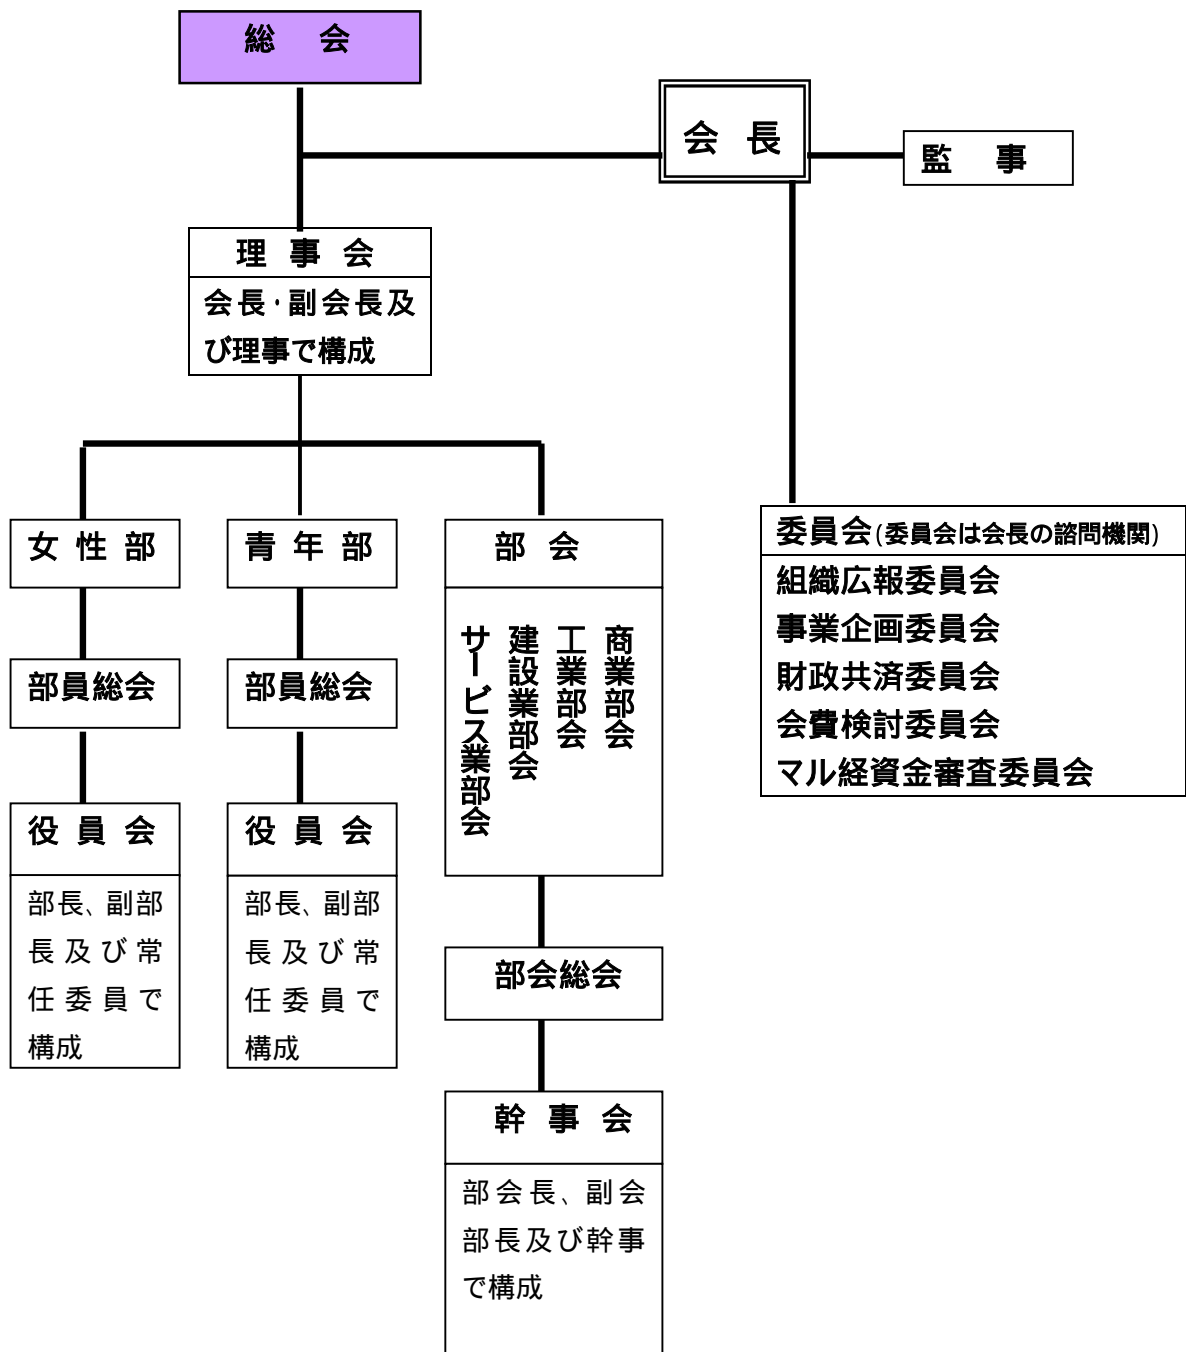 総 会
会 長
監 事
理 事 会
会長・副会長及
び理事で構成
女 性 部
青 年 部
部 会
委員会(委員会は会長の諮問機関)
組織広報委員会
事業企画委員会
財政共済委員会
会費検討委員会
マル経資金審査委員会
商業部会
工業部会
建設業部会
サービス業部会
部員総会
部員総会
役 員 会
部長、副部
長及び常
任委員で
構成
役 員 会
部長、副部
長及び常
任委員で
構成
部会総会
幹 事 会
部会長、副会
部長及び幹事
で構成